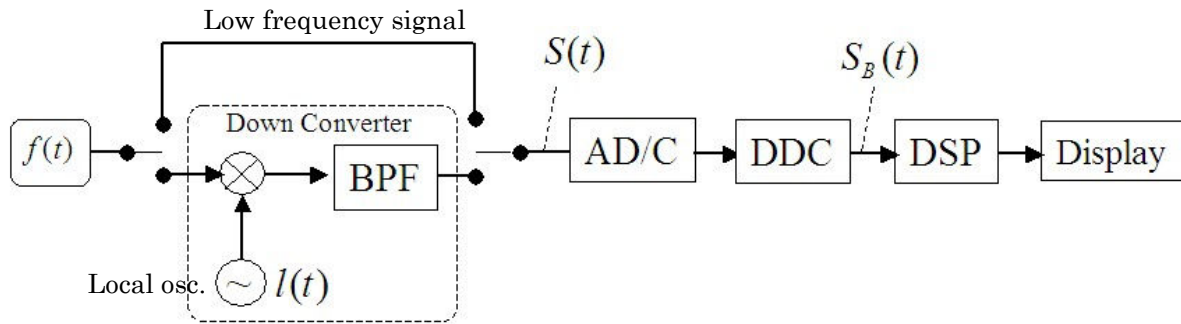 Low frequency signal
S(t)
S_B(t)
f(t)
Down Converter
BPF
AD/C
DDC
DSP
Display
Local osc.
~
l(t)